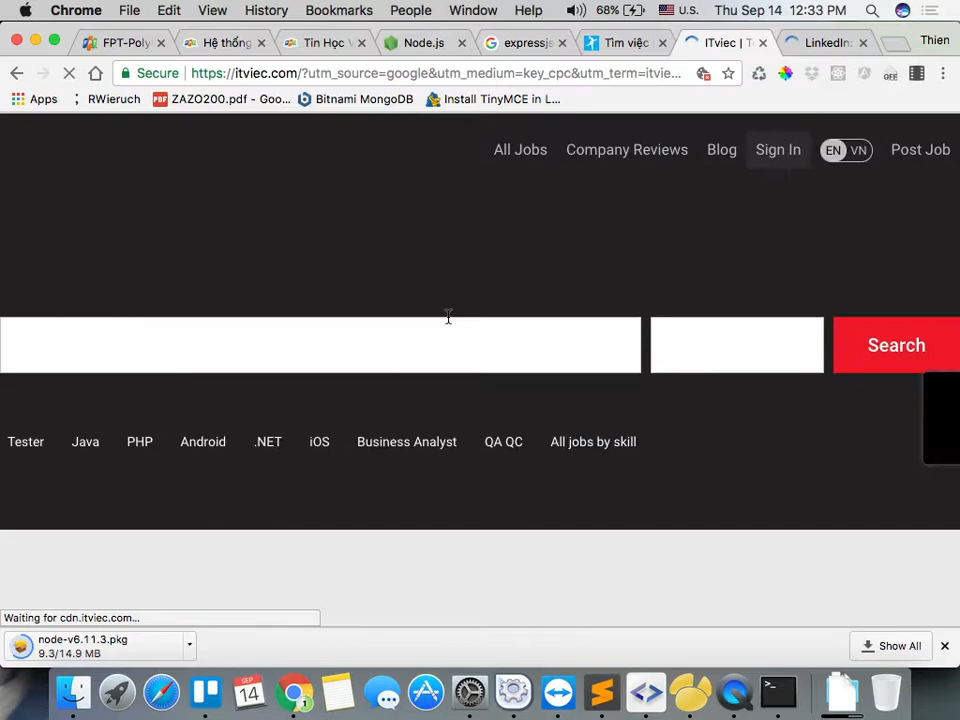 Chrome File Edit View History Bookmarks People Window Help 68% U.S. Thu Sep 14 12:33 PM
FPT-Poly Hệ thống Tin Học V Node.js expressjs Tìm việc ITviec | T LinkedIn: Thien
Secure https://itviec.com/?utm_source=google&utm_medium=key_cpc&utm_term=itvie... OFF
Apps RWieruch ZAZO200.pdf - Goo... Bitnami MongoDB Install TinyMCE in L...
All Jobs Company Reviews Blog Sign In EN VN Post Job
Search
Tester Java PHP Android .NET iOS Business Analyst QA QC All jobs by skill
Waiting for cdn.itviec.com...
node-v6.11.3.pkg
9.3/14.9 MB
Show All
SEP
14